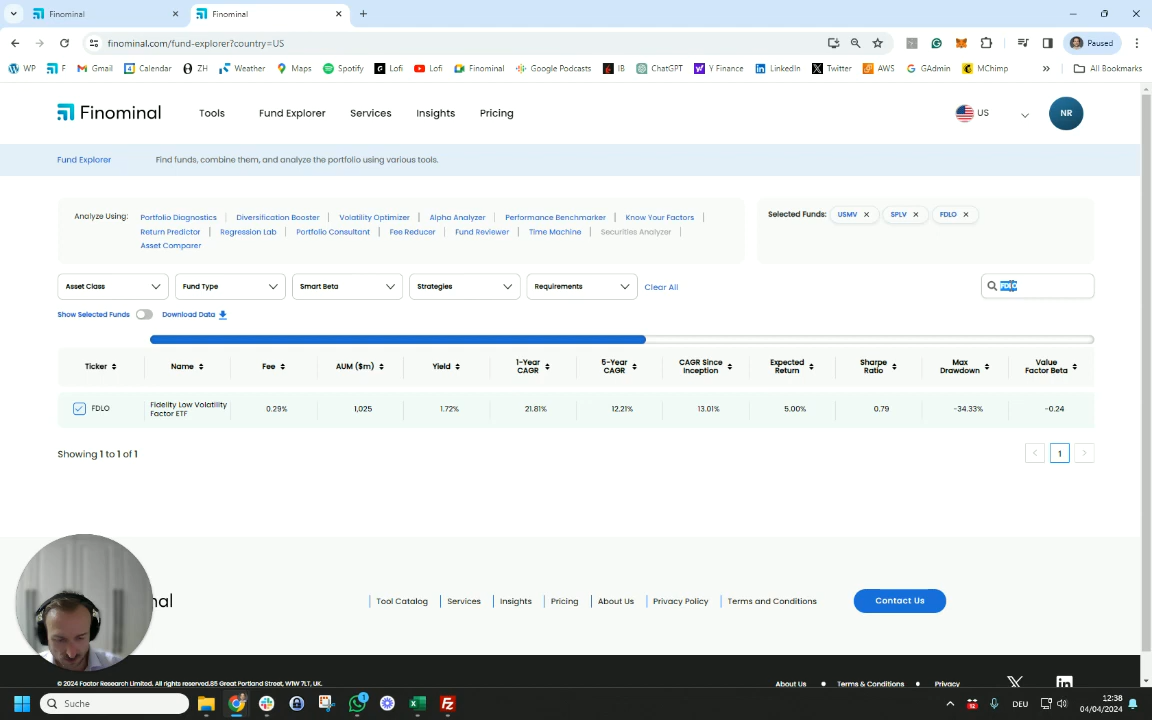 Finominal
Finominal
finominal.com/fund-explorer?country=US
Paused
WP
F
Gmail
Calendar
ZH
Weather
Maps
Spotify
Lofi
Lofi
Finominal
Google Podcasts
IB
ChatGPT
Y Finance
LinkedIn
Twitter
AWS
GAdmin
MChimp
All Bookmarks
Finominal
Tools
Fund Explorer
Services
Insights
Pricing
US
NR
Fund Explorer
Find funds, combine them, and analyze the portfolio using various tools.
Analyze Using:
Portfolio Diagnostics | Diversification Booster | Volatility Optimizer | Alpha Analyzer | Performance Benchmarker | Know Your Factors |
Return Predictor | Regression Lab | Portfolio Consultant | Fee Reducer | Fund Reviewer | Time Machine | Securities Analyzer |
Asset Comparer
Selected Funds:
USMV ×
SPLV ×
FDLO ×
Asset Class
Fund Type
Smart Beta
Strategies
Requirements
Clear All
FDLO
Show Selected Funds
Download Data
Ticker
Name
Fee
AUM ($m)
Yield
1-Year
CAGR
5-Year
CAGR
CAGR Since
Inception
Expected
Return
Sharpe
Ratio
Max
Drawdown
Value
Factor Beta
FDLO
Fidelity Low Volatility
Factor ETF
0.29%
1,025
1.72%
21.81%
12.21%
13.01%
5.00%
0.79
-34.33%
-0.24
Showing 1 to 1 of 1
< 1 >
nal
Tool Catalog
Services
Insights
Pricing
About Us
Privacy Policy
Terms and Conditions
Contact Us
© 2024 Factor Research Limited. All rights reserved.85 Great Portland Street, W1W 7LT, UK.
About Us
Terms & Conditions
Privacy
Suche
1
DEU
12:38
04/04/2024